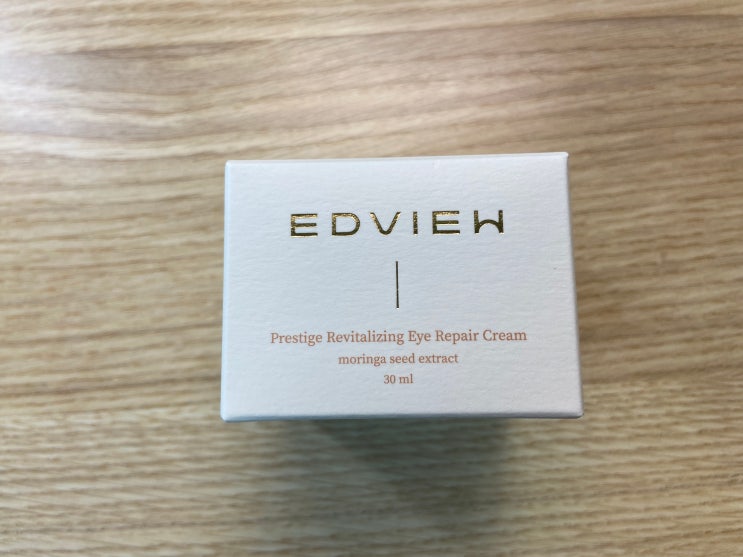 EDVIEW
Prestige Revitalizing Eye Repair Cream
moringa seed extract
30 ml